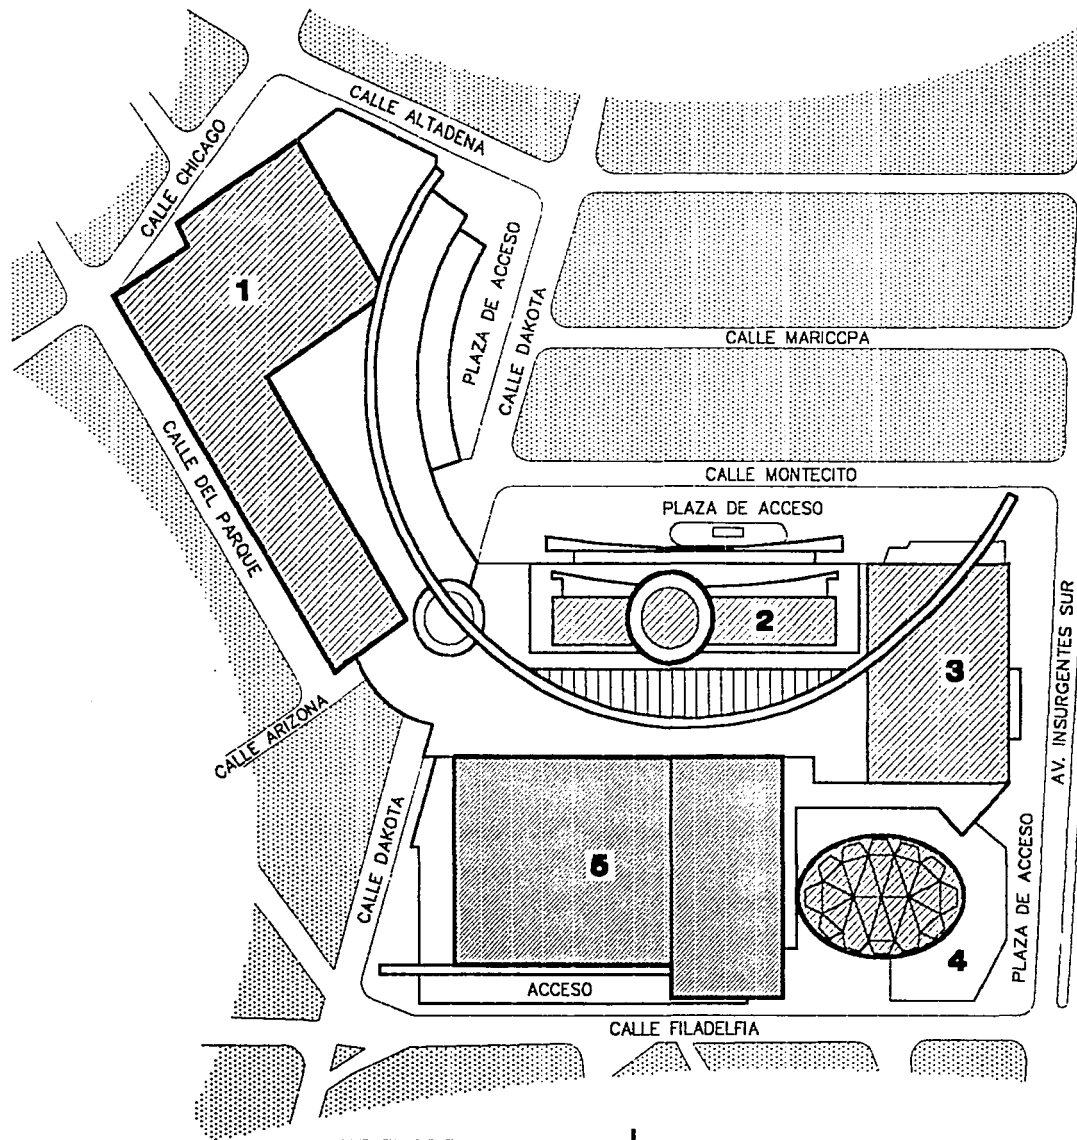 CALLE ALTADENA
CALLE CHICAGO
1
PLAZA DE ACCESO
CALLE DAKOTA
CALLE MARICCPA
CALLE DEL PARQUE
CALLE MONTECITO
PLAZA DE ACCESO
2
3
AV. INSURGENTES SUR
CALLE ARIZONA
CALLE DAKOTA
5
4
PLAZA DE ACCESO
ACCESO
CALLE FILADELFIA